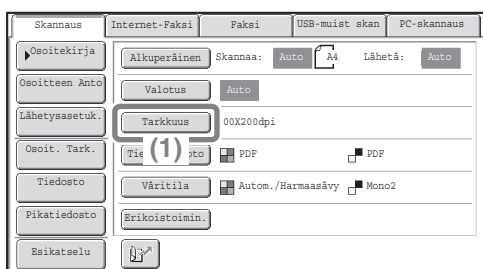 Skannaus Internet-Faksi Faksi USB-muist skan PC-skannaus
Osoitekirja
Alkuperäinen Skannaa: Auto A4 Lähetä: Auto
Osoitteen Anto
Valotus Auto
Lähetysasetuk.
Tarkkuus 00X200dpi
(1)
Osoit. Tark.
PDF PDF
Tiedosto
Väritila Autom./Harmaasävy Mono2
Pikatiedosto
Erikoistoimin.
Esikatselu